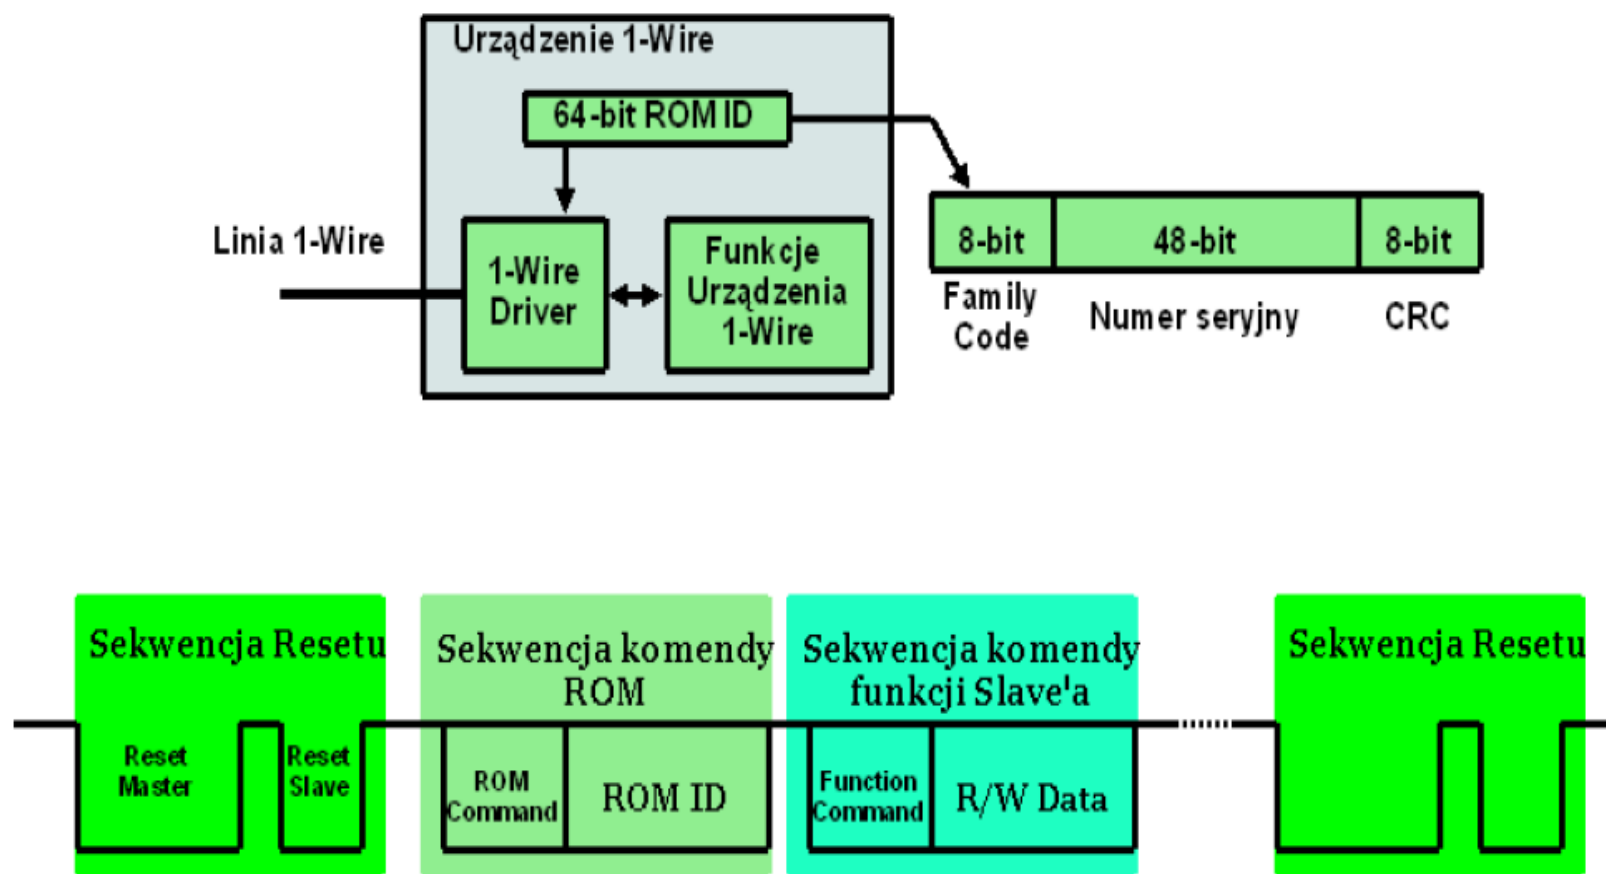 Urządzenie 1-Wire
64-bit ROM ID
Linia 1-Wire
1-Wire
Driver
Funkcje
Urządzenia
1-Wire
8-bit
48-bit
8-bit
Family
Code
Numer seryjny
CRC
Sekwencja Resetu
Reset
Master
Reset
Slave
Sekwencja komendy
ROM
ROM
Command
ROM ID
Sekwencja komendy
funkcji Slave'a
Function
Command
R/W Data
Sekwencja Resetu